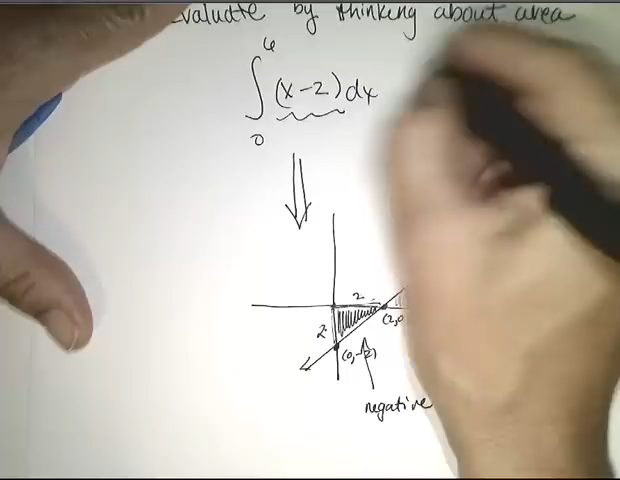 Evaluate by thinking about area
∫₀⁶ (x-2)dx
2
2
(2,0
(0,-2)
negative